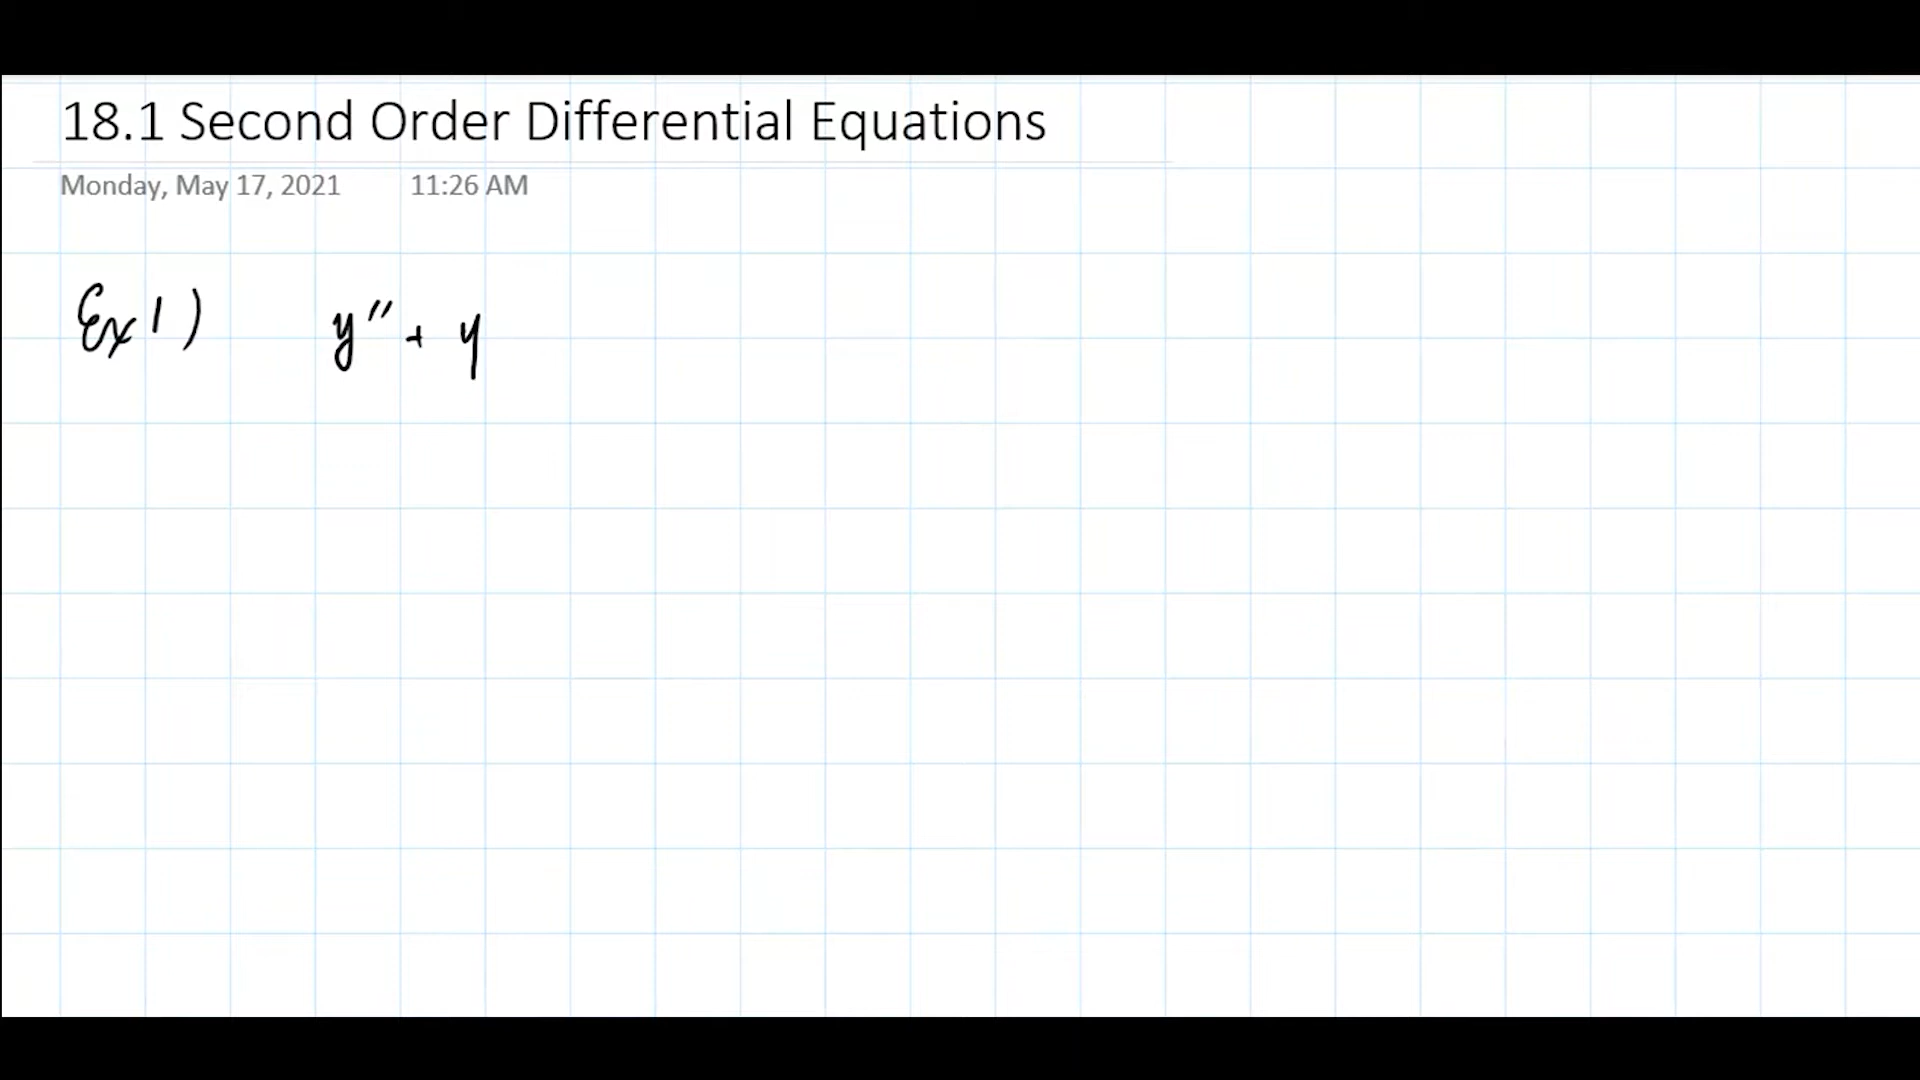 18.1 Second Order Differential Equations
Monday, May 17, 2021 11:26 AM
Ex 1) y'' + y